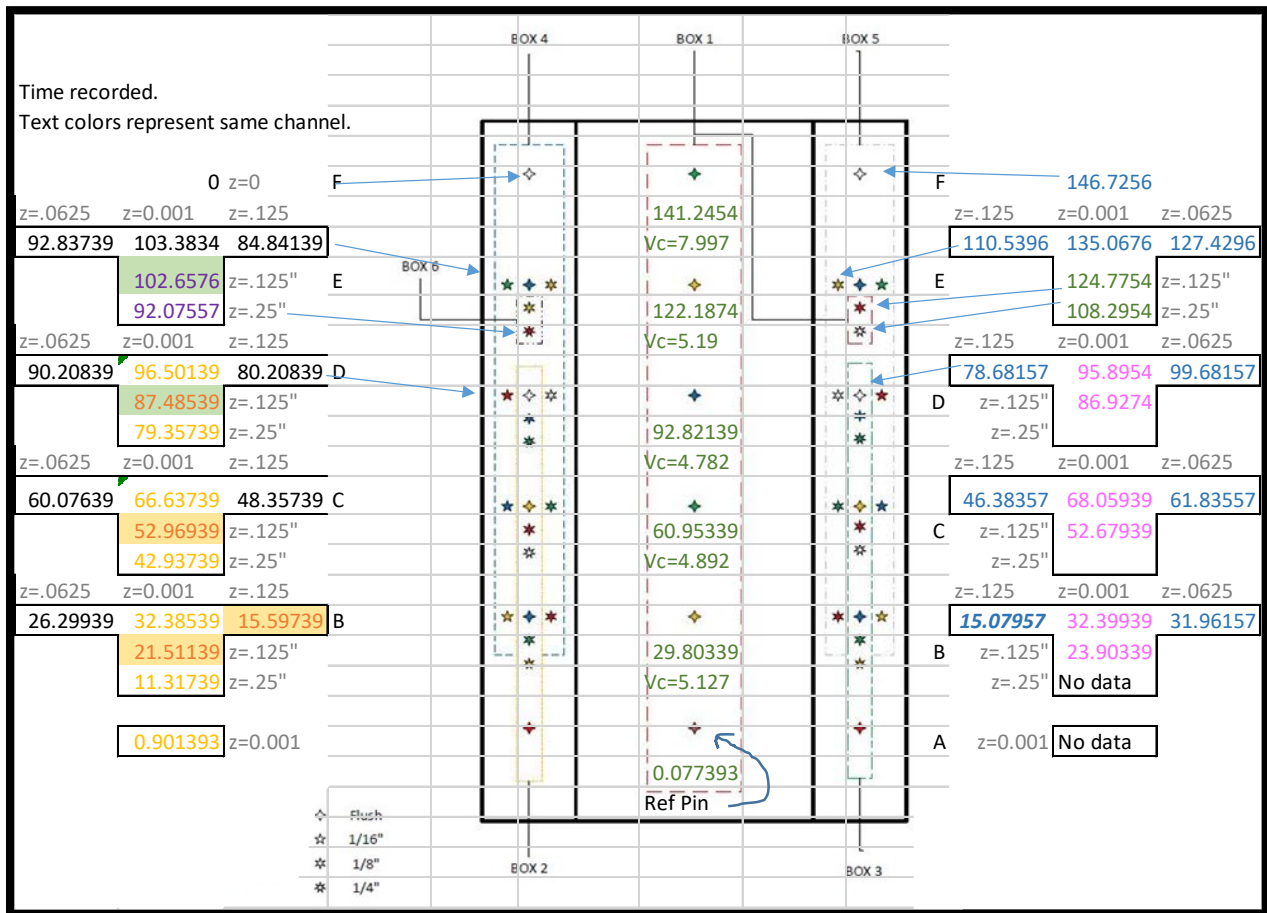 BOX 4 BOX 1 BOX 5
Time recorded.
Text colors represent same channel.
0 z=0 F F 146.7256
z=.0625 z=0.001 z=.125 141.2454 z=.125 z=0.001 z=.0625
92.83739 103.3834 84.84139 Vc=7.997 110.5396 135.0676 127.4296
BOX 6
102.6576 z=.125" E E 124.7754 z=.125"
92.07557 z=.25" 122.1874 108.2954 z=.25"
z=.0625 z=0.001 z=.125 Vc=5.19 z=.125 z=0.001 z=.0625
90.20839 96.50139 80.20839 D 78.68157 95.8954 99.68157
87.48539 z=.125" D z=.125" 86.9274
79.35739 z=.25" 92.82139 z=.25"
z=.0625 z=0.001 z=.125 Vc=4.782 z=.125 z=0.001 z=.0625
60.07639 66.63739 48.35739 C 46.38357 68.05939 61.83557
52.96939 z=.125" 60.95339 C z=.125" 52.67939
42.93739 z=.25" Vc=4.892 z=.25"
z=.0625 z=0.001 z=.125 z=.125 z=0.001 z=.0625
26.29939 32.38539 15.59739 B 15.07957 32.39939 31.96157
21.51139 z=.125" 29.80339 B z=.125" 23.90339
11.31739 z=.25" Vc=5.127 z=.25" No data
0.901393 z=0.001 A z=0.001 No data
0.077393
Ref Pin
Flush
1/16"
1/8"
1/4"
BOX 2 BOX 3